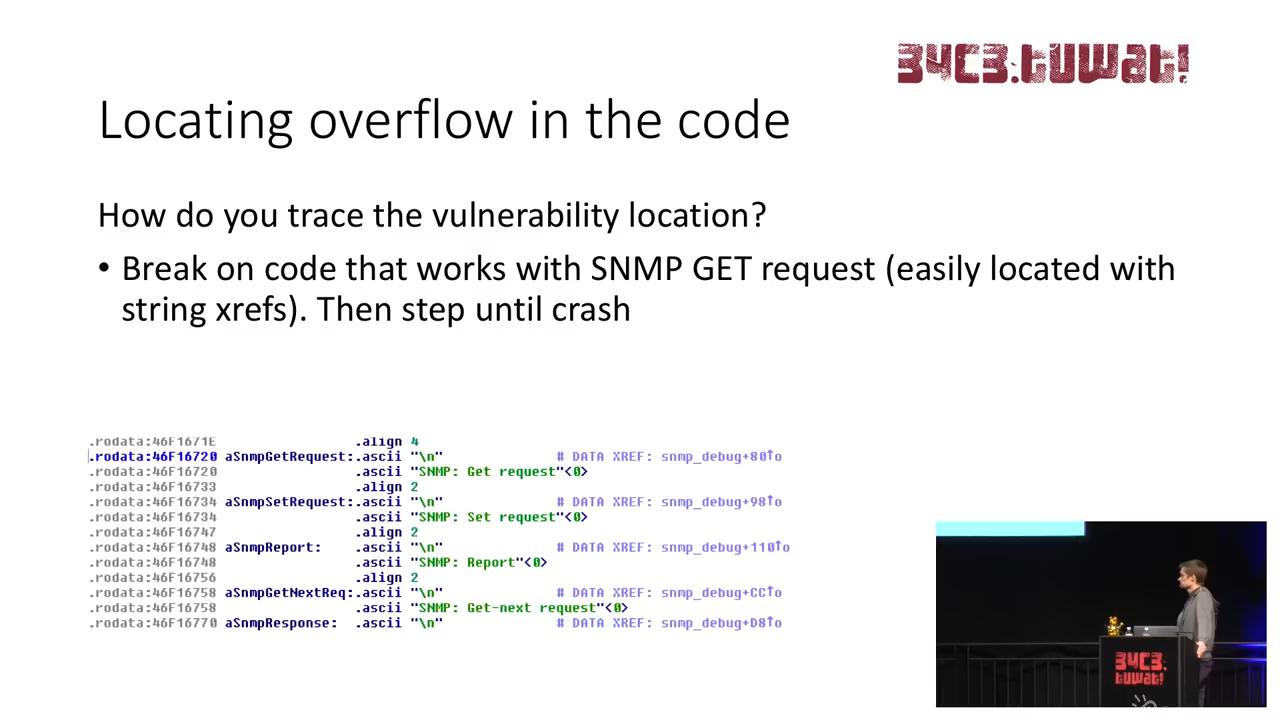 34C3.tuwat!
Locating overflow in the code
How do you trace the vulnerability location?
• Break on code that works with SNMP GET request (easily located with
string xrefs). Then step until crash
.rodata:46F1671E .align 4
.rodata:46F16720 aSnmpGetRequest:.ascii "\n" # DATA XREF: snmp_debug+80↑o
.rodata:46F16720 .ascii "SNMP: Get request"<0>
.rodata:46F16733 .align 2
.rodata:46F16734 aSnmpSetRequest:.ascii "\n" # DATA XREF: snmp_debug+98↑o
.rodata:46F16734 .ascii "SNMP: Set request"<0>
.rodata:46F16747 .align 2
.rodata:46F16748 aSnmpReport: .ascii "\n" # DATA XREF: snmp_debug+110↑o
.rodata:46F16748 .ascii "SNMP: Report"<0>
.rodata:46F16756 .align 2
.rodata:46F16758 aSnmpGetNextReq:.ascii "\n" # DATA XREF: snmp_debug+CC↑o
.rodata:46F16758 .ascii "SNMP: Get-next request"<0>
.rodata:46F16770 aSnmpResponse: .ascii "\n" # DATA XREF: snmp_debug+D8↑o
34C3.
tuwat!